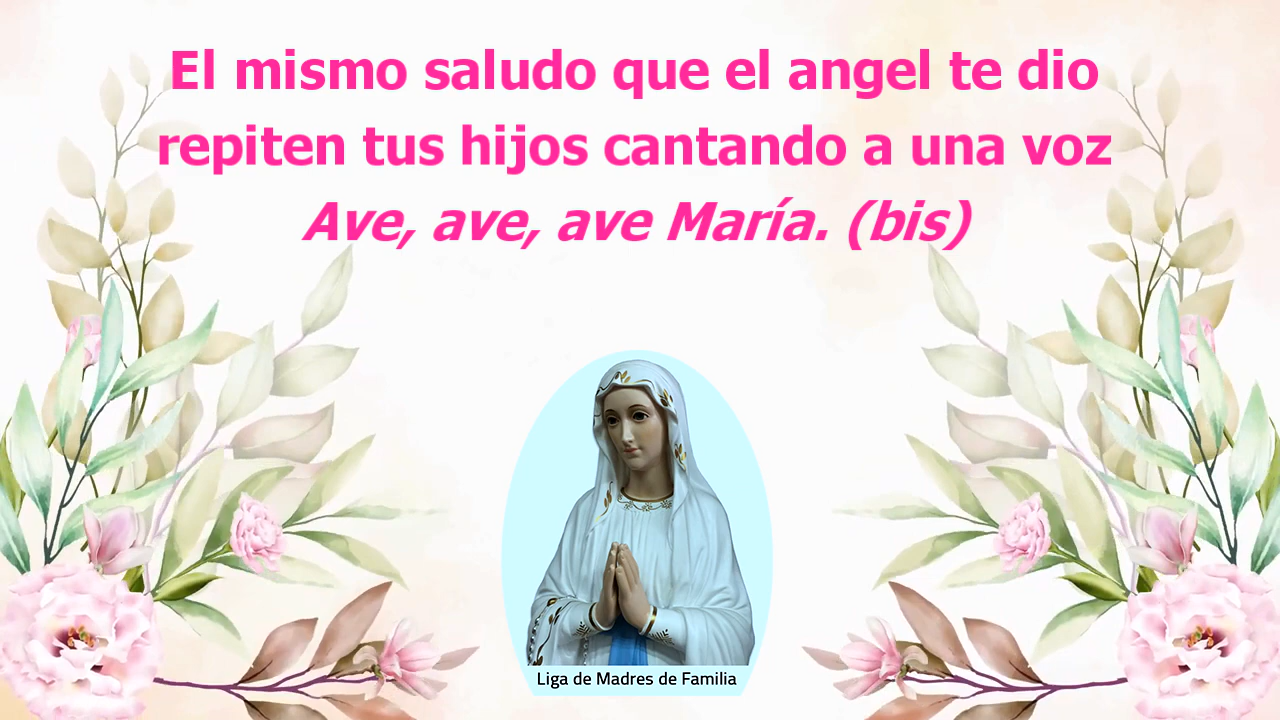 El mismo saludo que el angel te dio
repiten tus hijos cantando a una voz
Ave, ave, ave María. (bis)
Liga de Madres de Familia